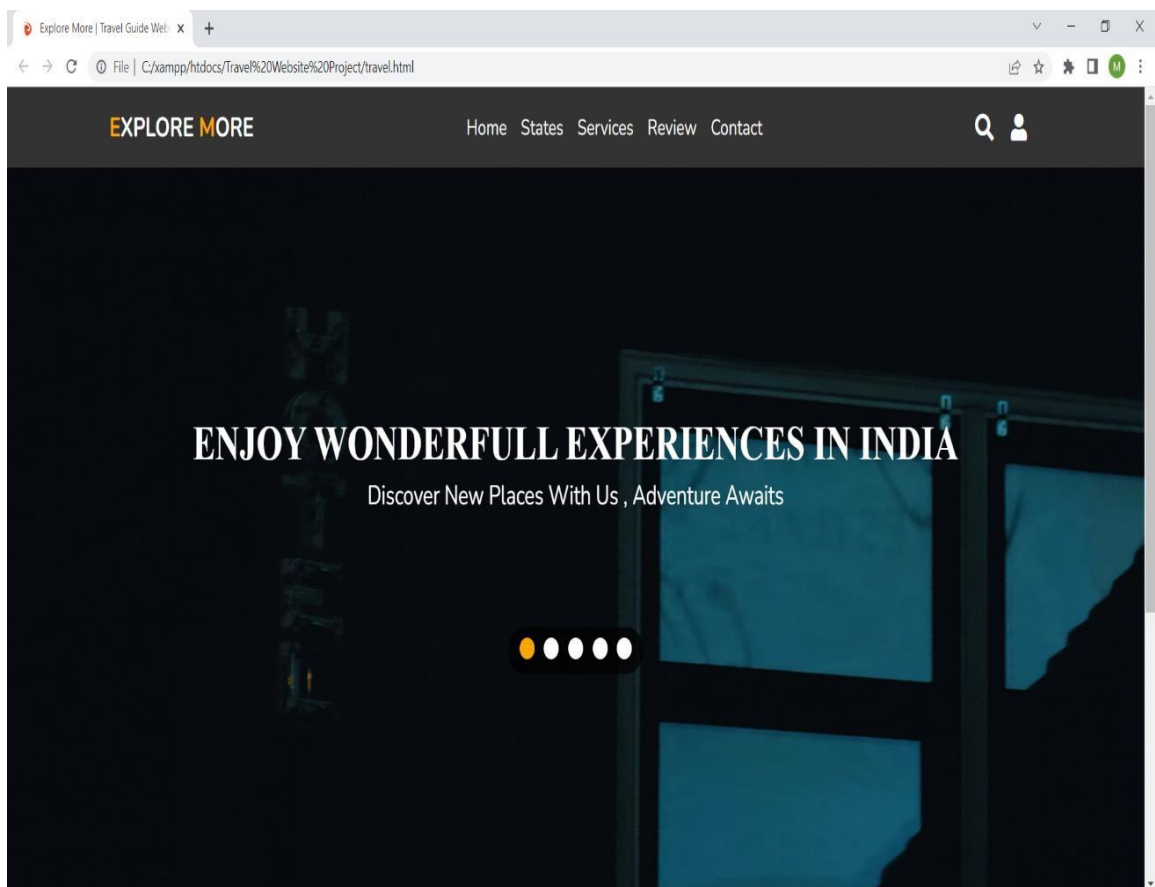 Explore More | Travel Guide Web
File | C:/xampp/htdocs/Travel%20Website%20Project/travel.html
M
EXPLORE MORE
Home States Services Review Contact
HOTEL
ENJOY WONDERFULL EXPERIENCES IN INDIA
Discover New Places With Us , Adventure Awaits